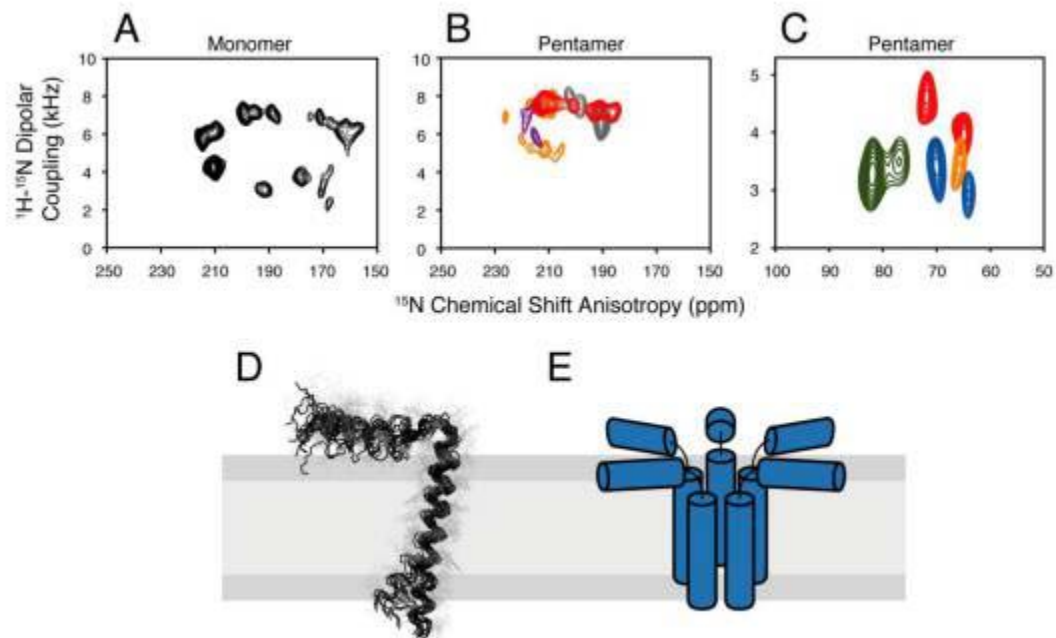 A
B
C
Monomer
Pentamer
Pentamer
¹H-¹⁵N Dipolar
Coupling (kHz)
10
8
6
4
2
0
250 230 210 190 170 150
10
8
6
4
2
0
250 230 210 190 170 150
5
4
3
2
100 90 80 70 60 50
¹⁵N Chemical Shift Anisotropy (ppm)
D
E